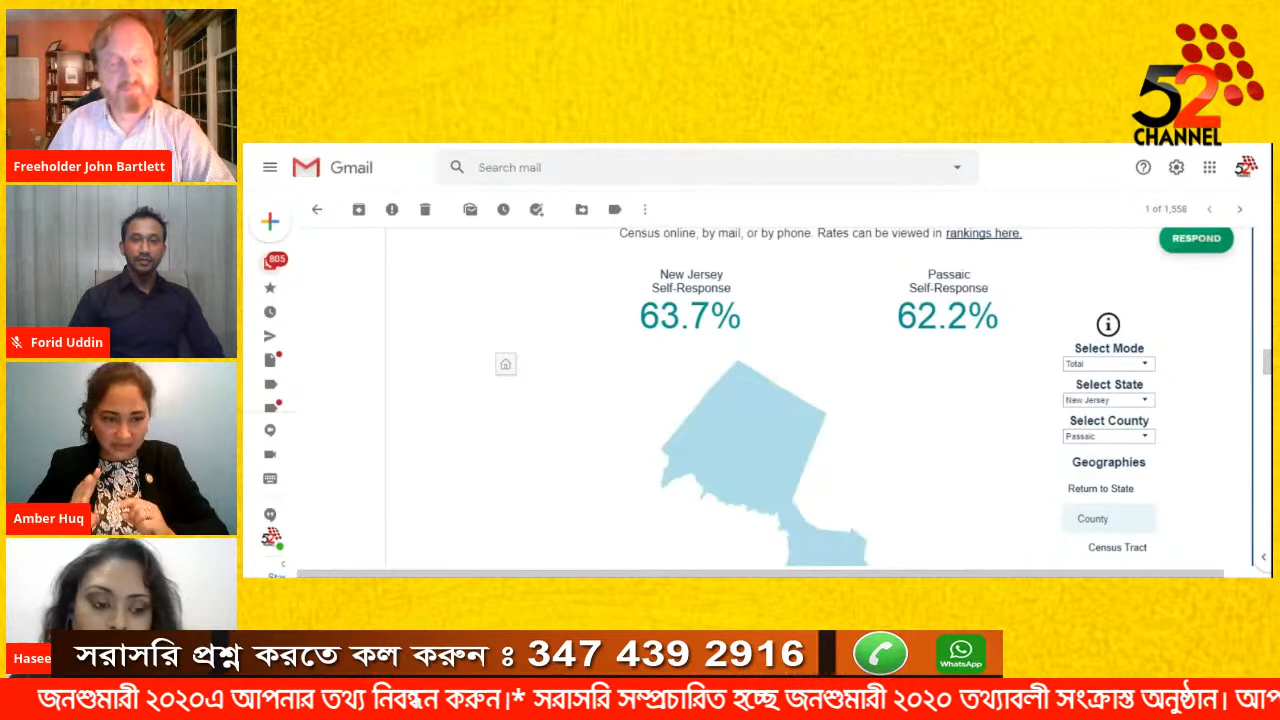 52
CHANNEL
Freeholder John Bartlett
Forid Uddin
Amber Huq
Hasee
Gmail
Search mail
1 of 1,558
805
Census online, by mail, or by phone. Rates can be viewed in rankings here.
RESPOND
New Jersey
Self-Response
63.7%
Passaic
Self-Response
62.2%
Select Mode
Total
Select State
New Jersey
Select County
Passaic
Geographies
Return to State
County
Census Tract
সরাসরি প্রশ্ন করতে কল করুন ঃ 347 439 2916
WhatsApp
জনশুমারী ২০২০এ আপনার তথ্য নিবন্ধন করুন।* সরাসরি সম্প্রচারিত হচ্ছে জনশুমারী ২০২০ তথ্যাবলী সংক্রান্ত অনুষ্ঠান। আপ